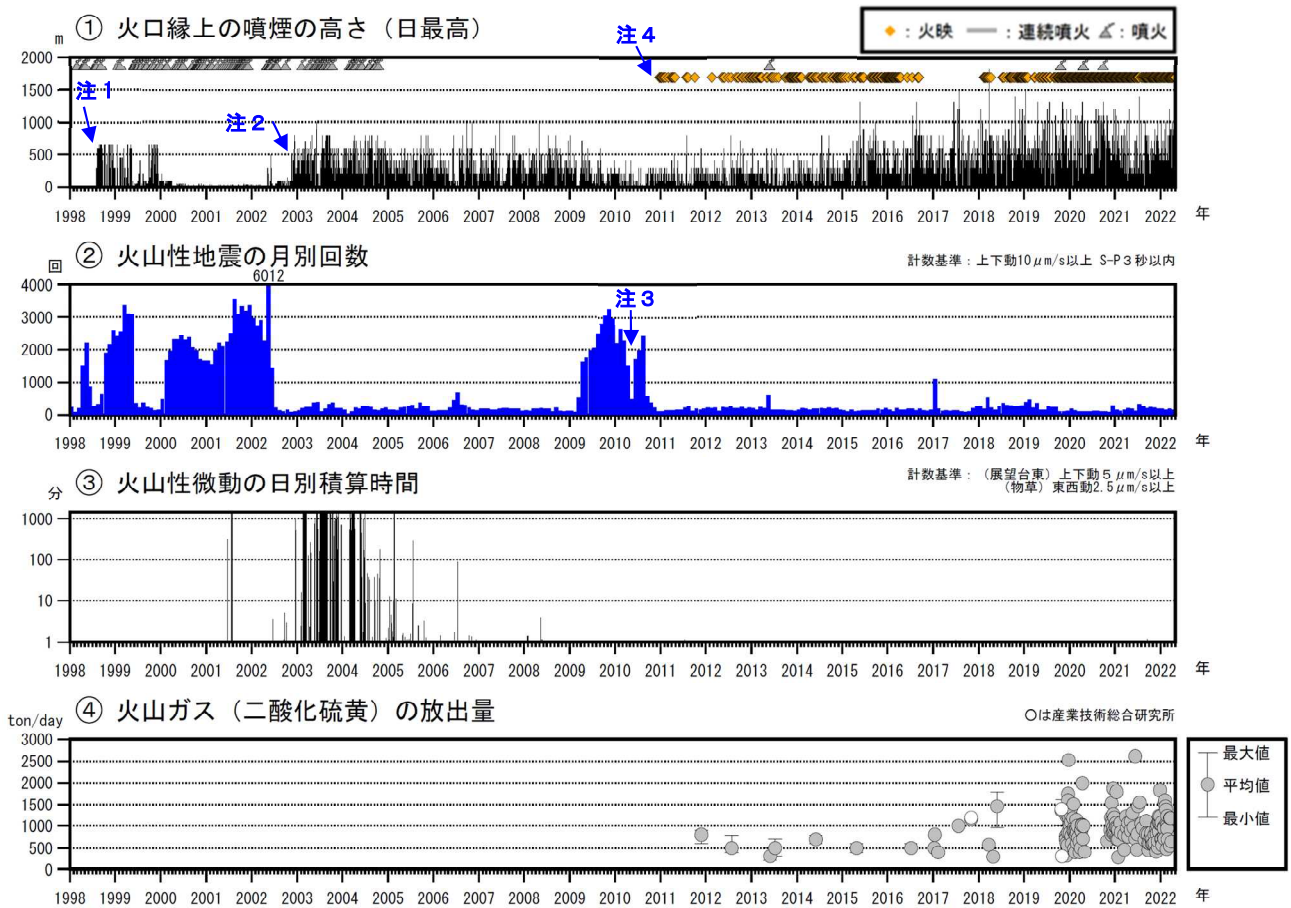 ① 火口縁上の噴煙の高さ（日最高）
◆：火映 ━━：連続噴火 ：噴火
m
注１
注２
注４
2000
1500
1000
500
0
1998 1999 2000 2001 2002 2003 2004 2005 2006 2007 2008 2009 2010 2011 2012 2013 2014 2015 2016 2017 2018 2019 2020 2021 2022 年
② 火山性地震の月別回数
計数基準：上下動10μm/s以上 S-P３秒以内
回
6012
注３
4000
3000
2000
1000
0
1998 1999 2000 2001 2002 2003 2004 2005 2006 2007 2008 2009 2010 2011 2012 2013 2014 2015 2016 2017 2018 2019 2020 2021 2022 年
③ 火山性微動の日別積算時間
計数基準：（展望台東）上下動５μm/s以上
（物草）東西動2.5μm/s以上
分
1000
100
10
1
1998 1999 2000 2001 2002 2003 2004 2005 2006 2007 2008 2009 2010 2011 2012 2013 2014 2015 2016 2017 2018 2019 2020 2021 2022 年
④ 火山ガス（二酸化硫黄）の放出量
○は産業技術総合研究所
ton/day
3000
2500
2000
1500
1000
500
0
最大値
平均値
最小値
1998 1999 2000 2001 2002 2003 2004 2005 2006 2007 2008 2009 2010 2011 2012 2013 2014 2015 2016 2017 2018 2019 2020 2021 2022 年